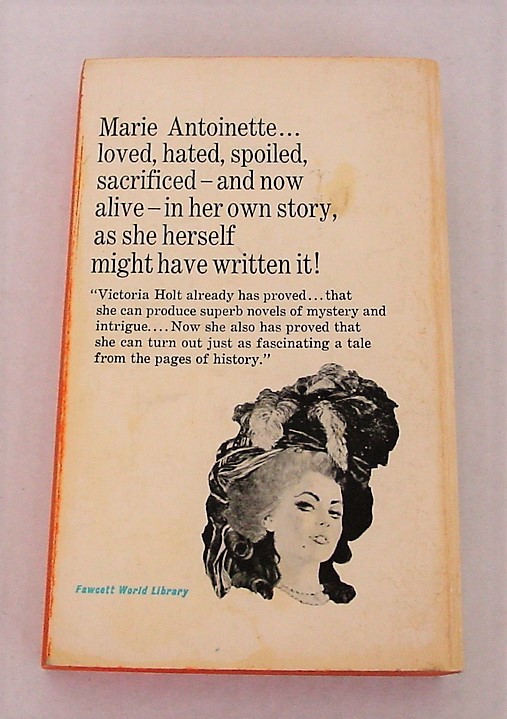 Marie Antoinette...
loved, hated, spoiled,
sacrificed – and now
alive – in her own story,
as she herself
might have written it!
“Victoria Holt already has proved...that
she can produce superb novels of mystery and
intrigue.... Now she also has proved that
she can turn out just as fascinating a tale
from the pages of history.”
Fawcett World Library